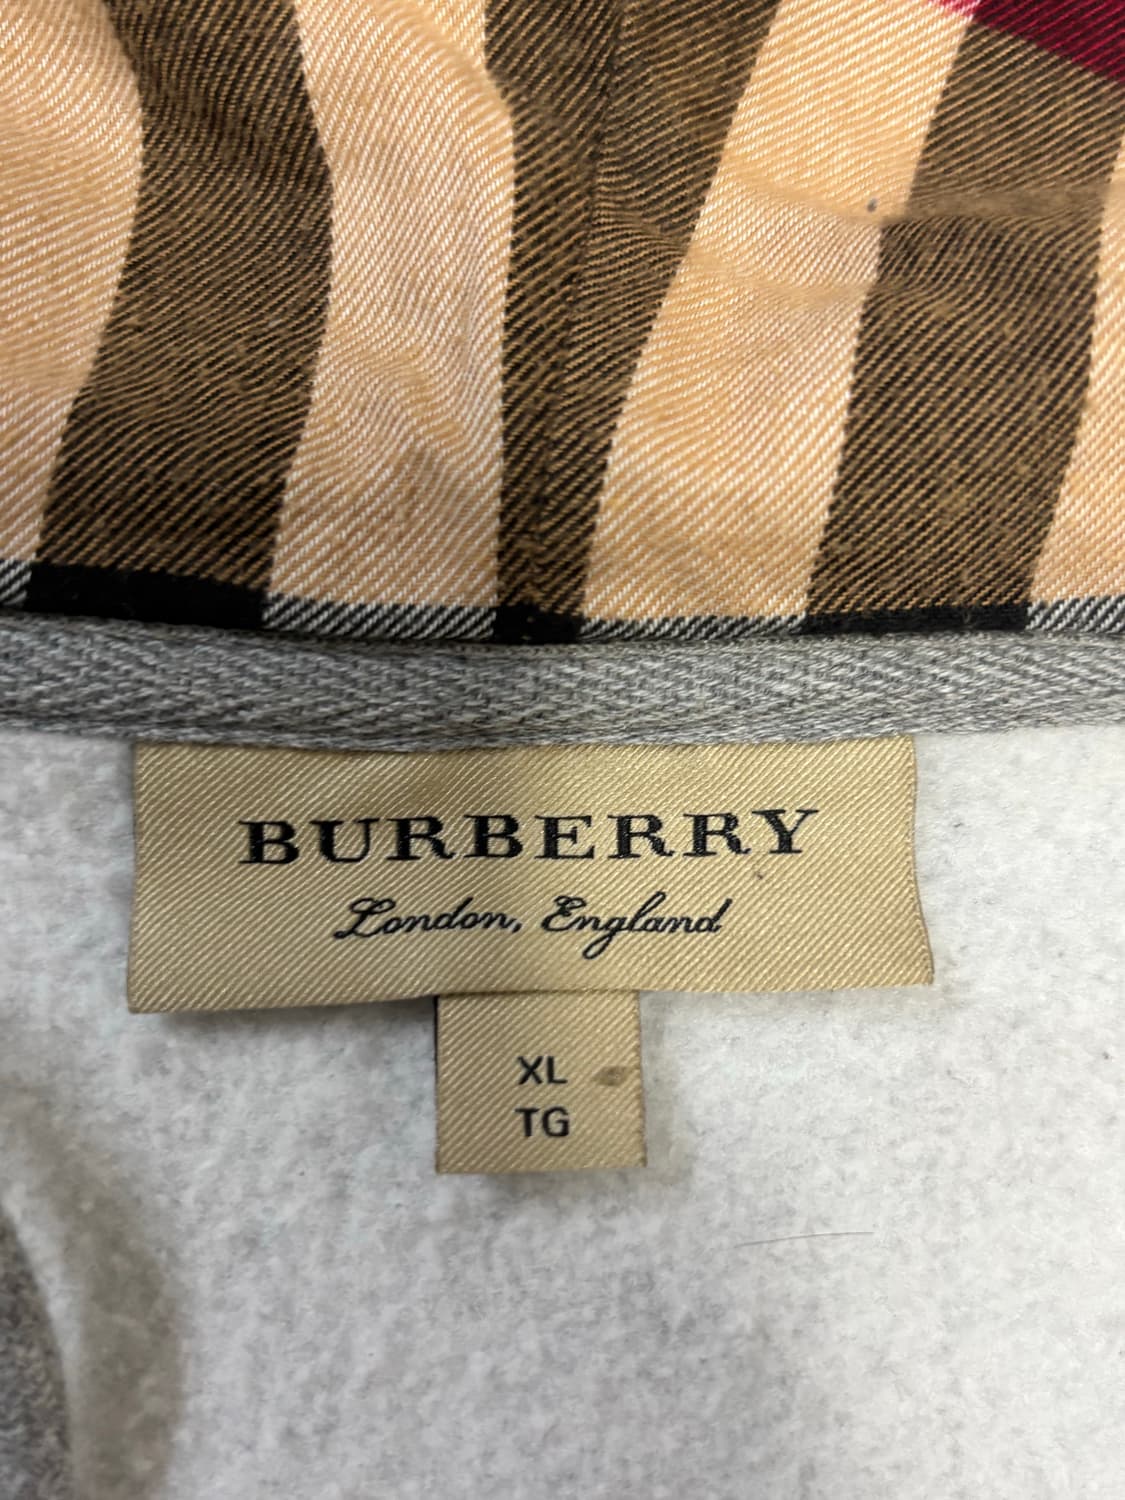 BURBERRY
London, England
XL
TG